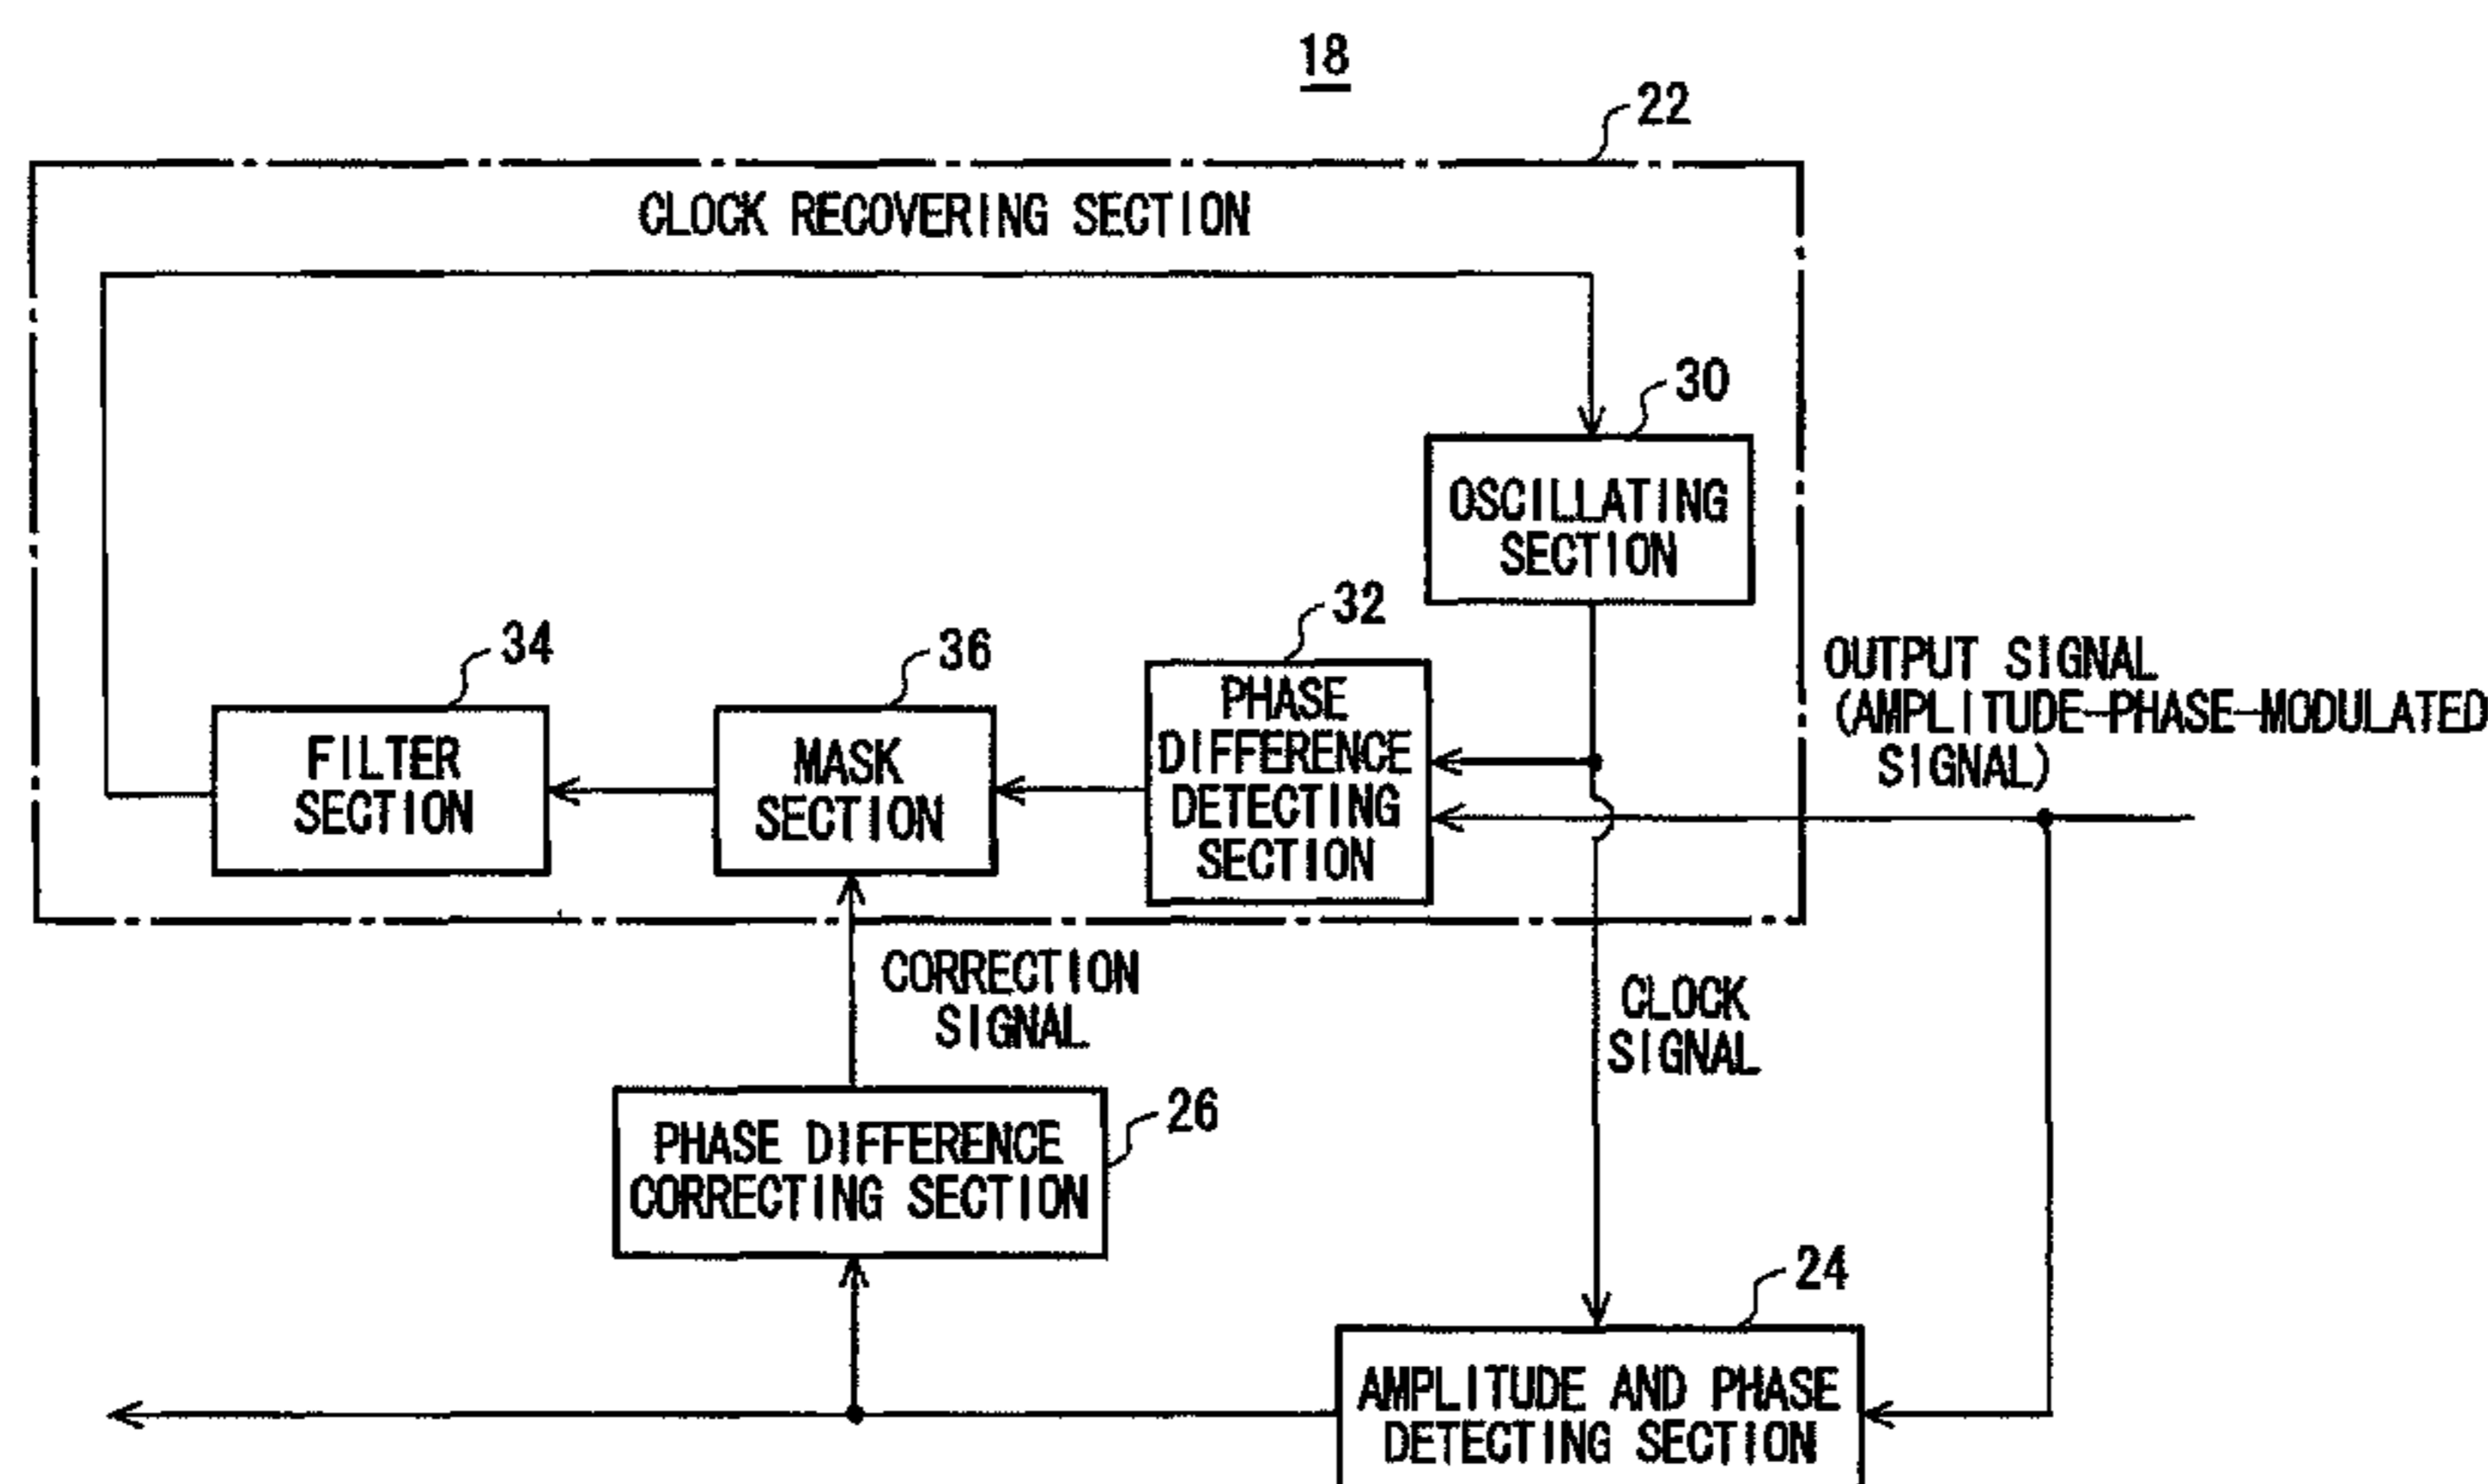 18
22
CLOCK RECOVERING SECTION
30
OSCILLATING
SECTION
32
PHASE
DIFFERENCE
DETECTING
SECTION
36
MASK
SECTION
34
FILTER
SECTION
OUTPUT SIGNAL
(AMPLITUDE-PHASE-MODULATED
SIGNAL)
CORRECTION
SIGNAL
CLOCK
SIGNAL
26
PHASE DIFFERENCE
CORRECTING SECTION
24
AMPLITUDE AND PHASE
DETECTING SECTION